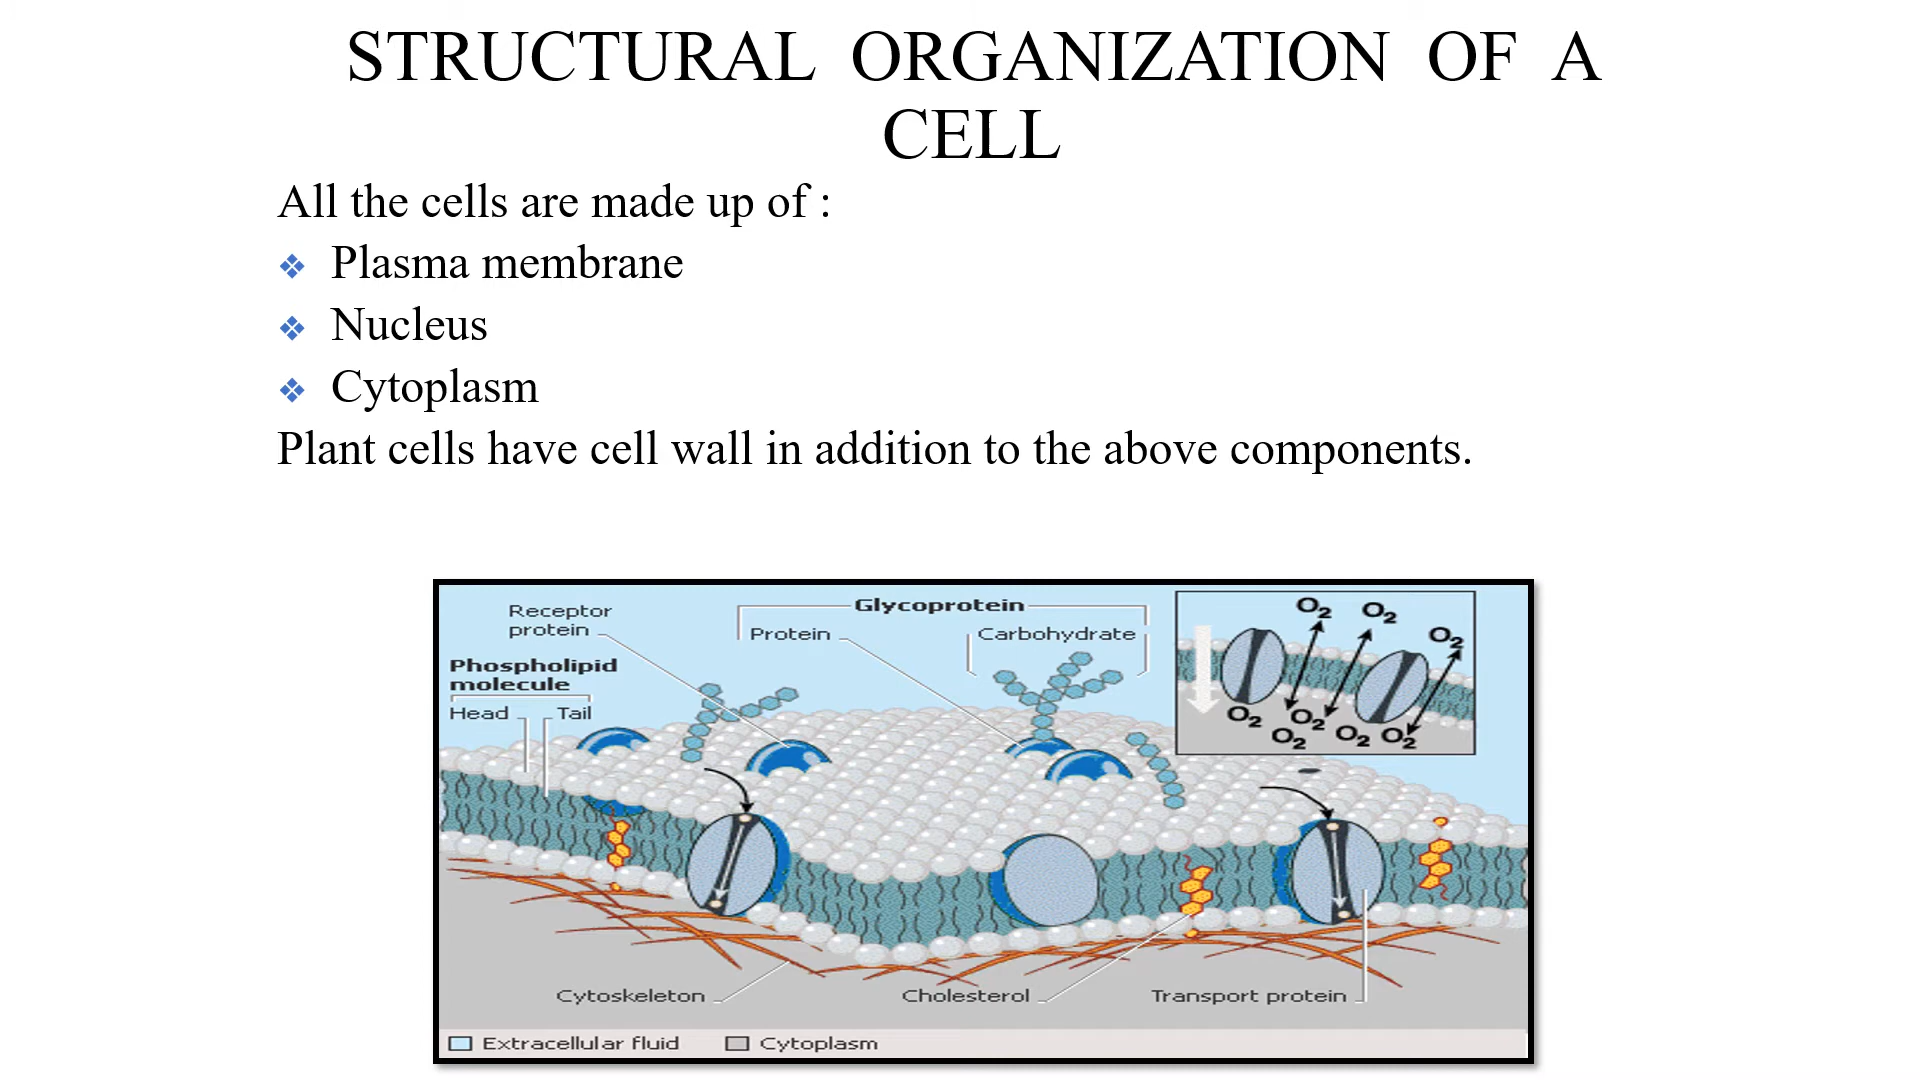 STRUCTURAL ORGANIZATION OF A
CELL
All the cells are made up of :
❖ Plasma membrane
❖ Nucleus
❖ Cytoplasm
Plant cells have cell wall in addition to the above components.
Receptor
protein
Glycoprotein
Protein
Carbohydrate
Phospholipid
molecule
Head
Tail
O₂
O₂
O₂
O₂
O₂
O₂
O₂
O₂
Cytoskeleton
Cholesterol
Transport protein
Extracellular fluid
Cytoplasm